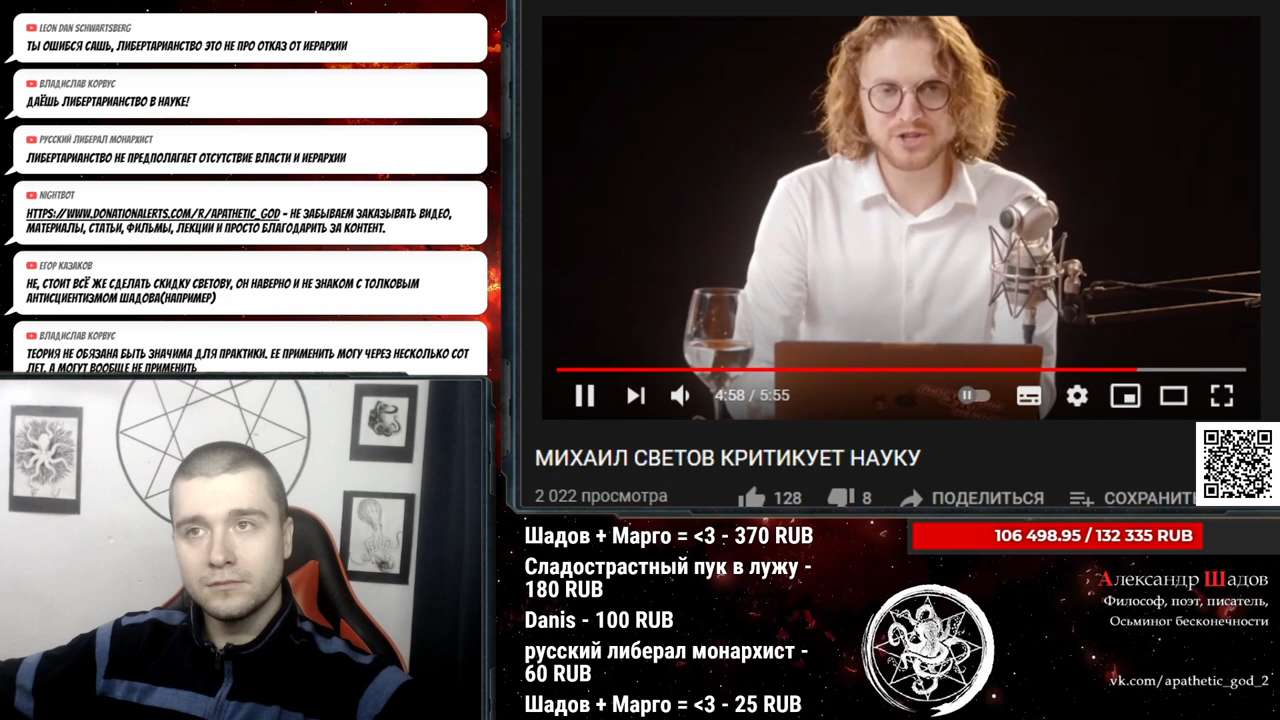 LEON DAN SCHWARTSBERG
ТЫ ОШИБСЯ САШЬ, ЛИБЕРТАРИАНСТВО ЭТО НЕ ПРО ОТКАЗ ОТ ИЕРАРХИИ
ВЛАДИСЛАВ КОРВУС
ДАЁШЬ ЛИБЕРТАРИАНСТВО В НАУКЕ!
РУССКИЙ ЛИБЕРАЛ МОНАРХИСТ
ЛИБЕРТАРИАНСТВО НЕ ПРЕДПОЛАГАЕТ ОТСУТСТВИЕ ВЛАСТИ И ИЕРАРХИИ
NIGHTBOT
HTTPS://WWW.DONATIONALERTS.COM/R/APATHETIC_GOD - НЕ ЗАБЫВАЕМ ЗАКАЗЫВАТЬ ВИДЕО,
МАТЕРИАЛЫ, СТАТЬИ, ФИЛЬМЫ, ЛЕКЦИИ И ПРОСТО БЛАГОДАРИТЬ ЗА КОНТЕНТ.
ЕГОР КАЗАКОВ
НЕ, СТОИТ ВСЁ ЖЕ СДЕЛАТЬ СКИДКУ СВЕТОВУ, ОН НАВЕРНО И НЕ ЗНАКОМ С ТОЛКОВЫМ
АНТИСЦИЕНТИЗМОМ ШАДОВА(НАПРИМЕР)
ВЛАДИСЛАВ КОРВУС
ТЕОРИЯ НЕ ОБЯЗАНА БЫТЬ ЗНАЧИМА ДЛЯ ПРАКТИКИ. ЕЕ ПРИМЕНИТЬ МОГУ ЧЕРЕЗ НЕСКОЛЬКО СОТ
ЛЕТ, А МОГУТ ВООБЩЕ НЕ ПРИМЕНИТЬ
4:58 / 5:55
МИХАИЛ СВЕТОВ КРИТИКУЕТ НАУКУ
2 022 просмотра
128
8
ПОДЕЛИТЬСЯ
СОХРАНИТЬ
Шадов + Марго = <3 - 370 RUB
Сладострастный пук в лужу -
180 RUB
Danis - 100 RUB
русский либерал монархист -
60 RUB
Шадов + Марго = <3 - 25 RUB
106 498.95 / 132 335 RUB
Александр Шадов
Философ, поэт, писатель,
Осьминог бесконечности
vk.com/apathetic_god_2